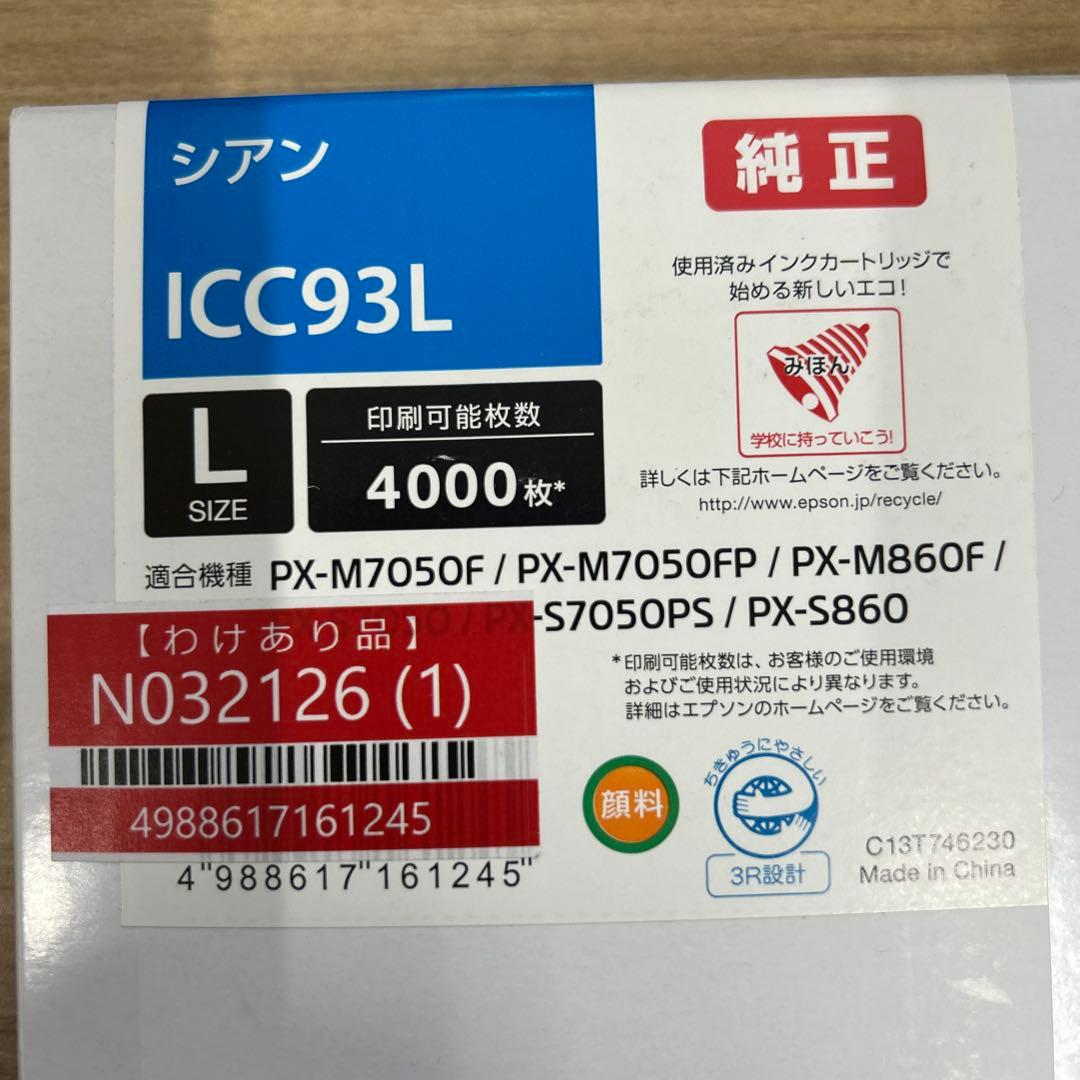 シアン
ICC93L
純正
使用済みインクカートリッジで
始める新しいエコ!
みほん
学校に持っていこう!
詳しくは下記ホームページをご覧ください。
http://www.epson.jp/recycle/
L
SIZE
印刷可能枚数
4000枚*
適合機種 PX-M7050F / PX-M7050FP / PX-M860F /
PX-S7050 / PX-S7050PS / PX-S860
【わけあり品】
N032126 (1)
4988617161245
4"988617"161245"
*印刷可能枚数は、お客様のご使用環境
およびご使用状況により異なります。
詳細はエプソンのホームページをご覧ください。
顔料
ちきゅうにやさしい
3R設計
C13T746230
Made in China